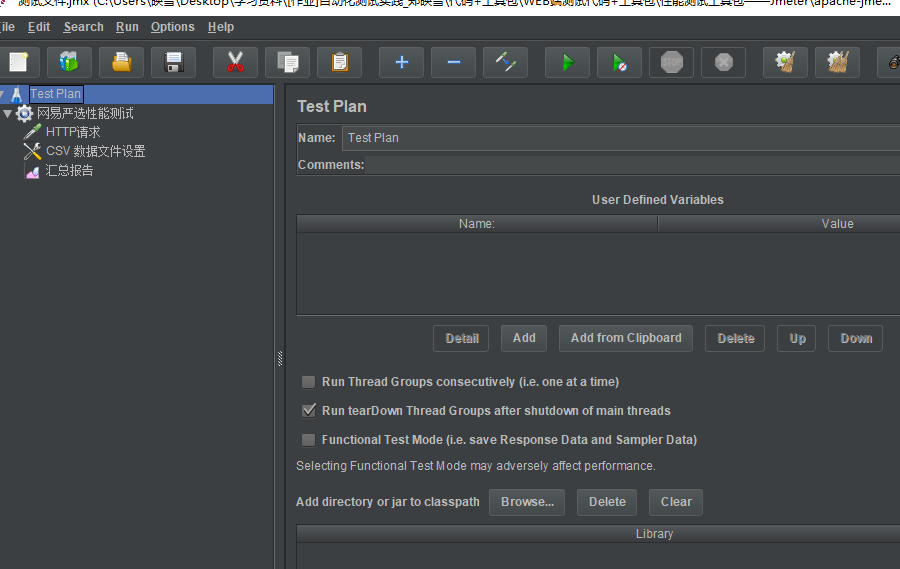 测试文件.jmx (C:\Users\映雪\Desktop\学习资料\[作业]自动化测试实践_郑映雪\代码+工具包\WEB端测试代码+工具包\性能测试工具包——Jmeter\apache-jme...
ile Edit Search Run Options Help
Test Plan
网易严选性能测试
HTTP请求
CSV 数据文件设置
汇总报告
Test Plan
Name: Test Plan
Comments:
User Defined Variables
Name: Value
Detail Add Add from Clipboard Delete Up Down
Run Thread Groups consecutively (i.e. one at a time)
Run tearDown Thread Groups after shutdown of main threads
Functional Test Mode (i.e. save Response Data and Sampler Data)
Selecting Functional Test Mode may adversely affect performance.
Add directory or jar to classpath Browse... Delete Clear
Library